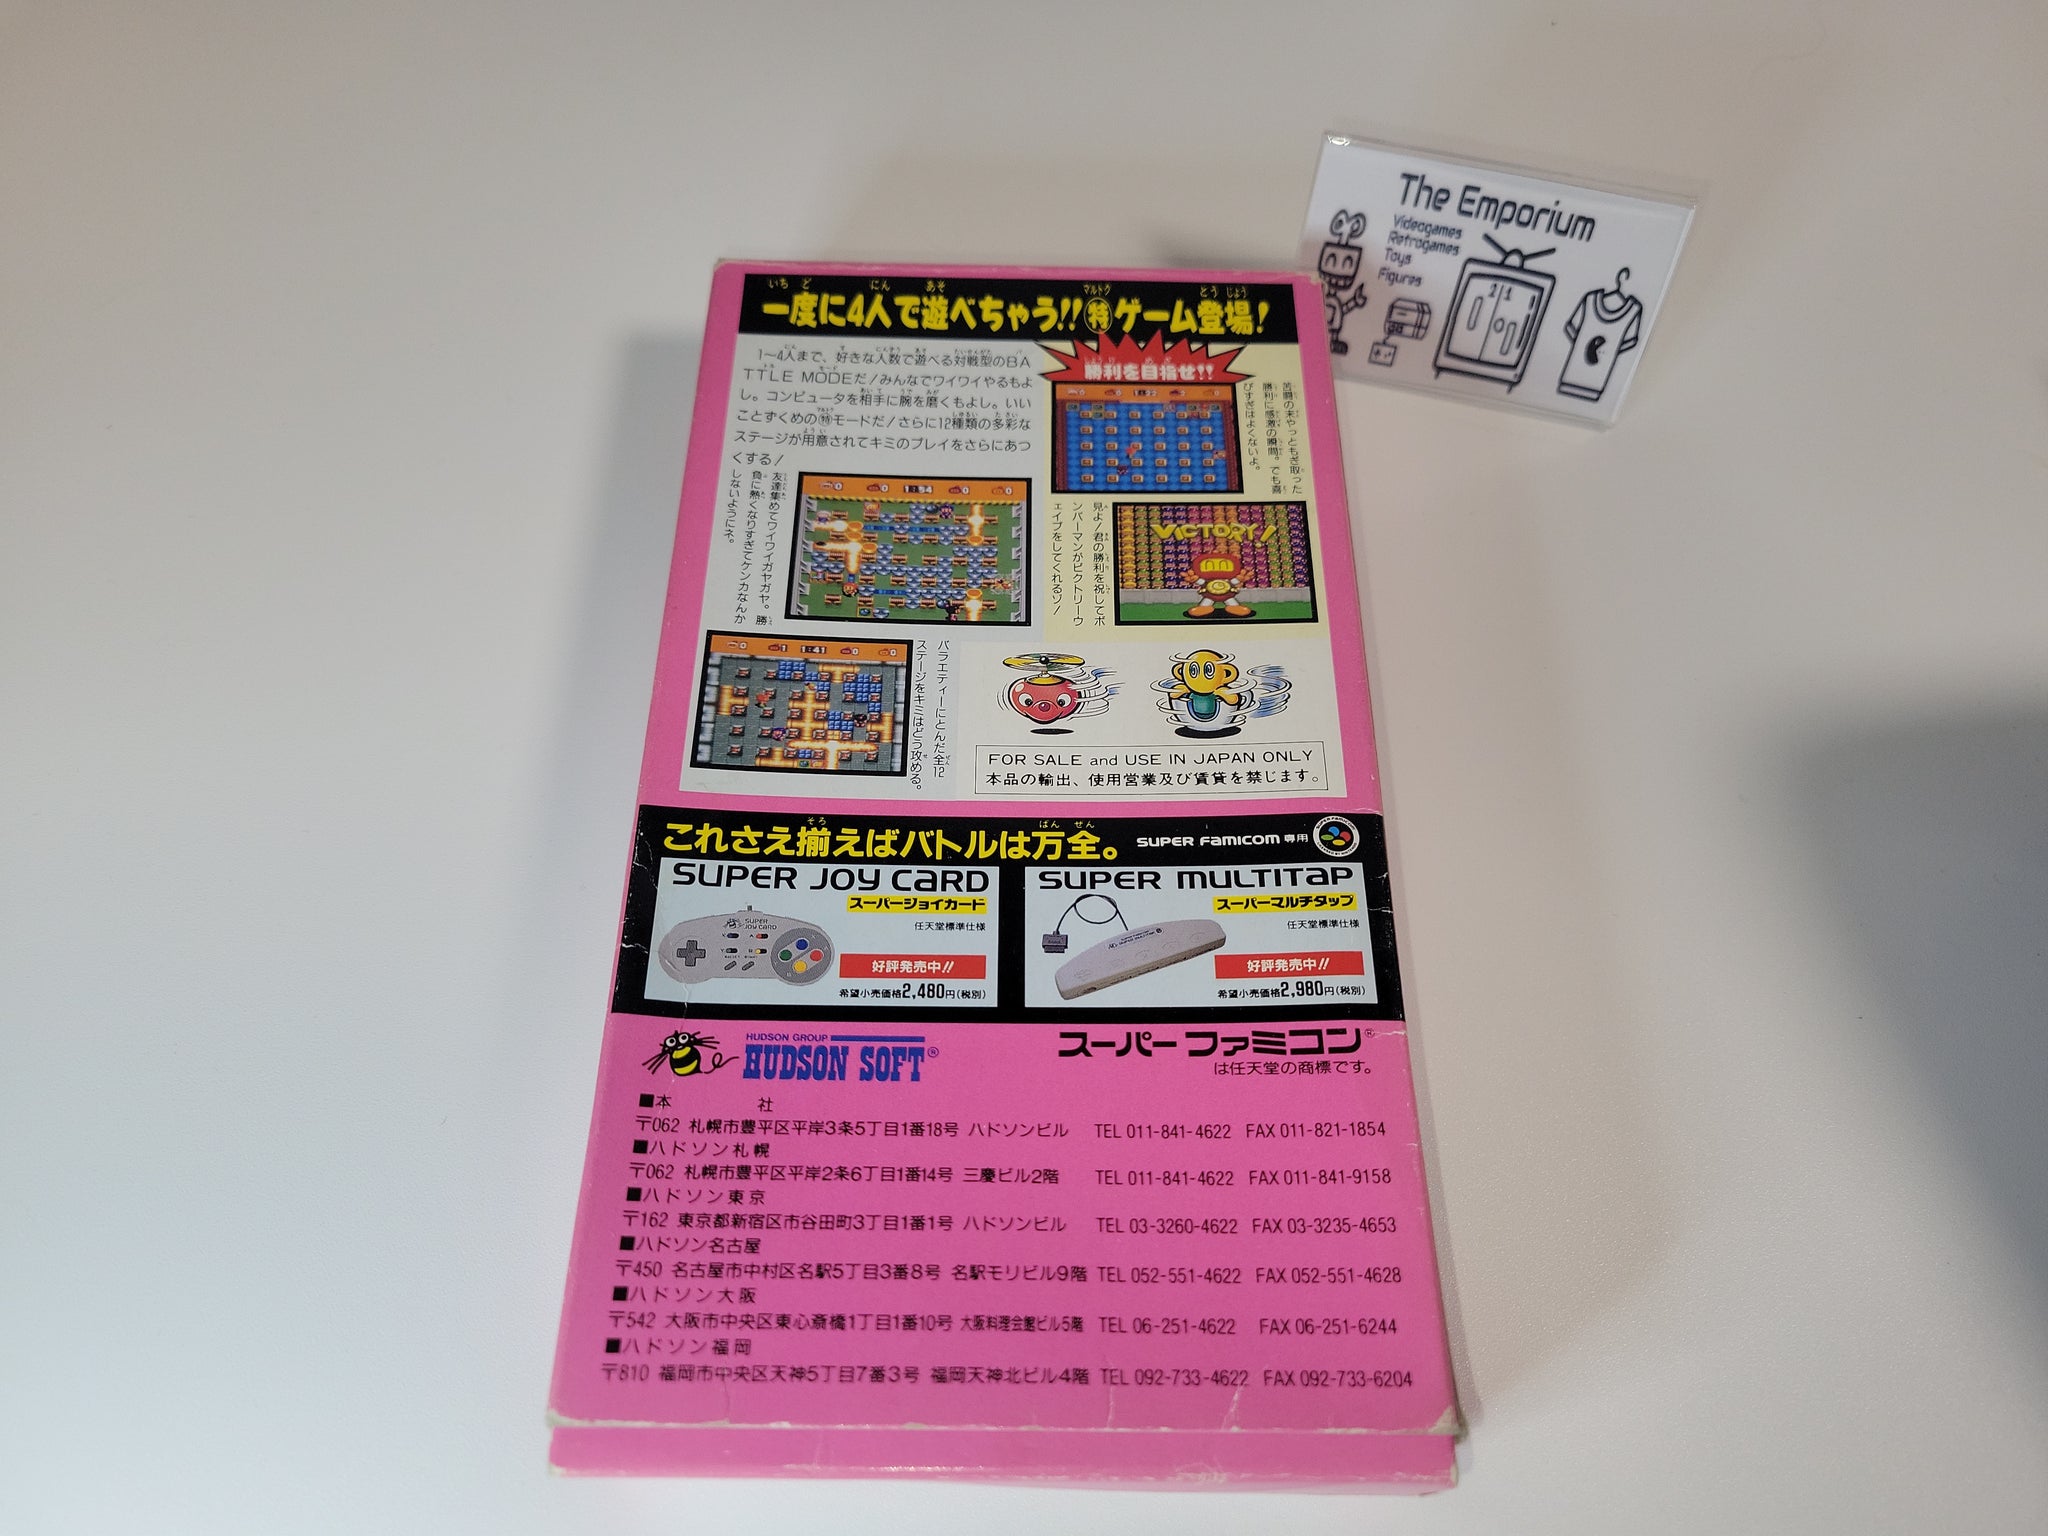 The Emporium
Videogames
Retrogames
Toys
Figures
一度に4人で遊べちゃう!! 特ゲーム登場!
1〜4人まで、好きな人数で遊べる対戦型のBA
TTLE MODEだ!みんなでワイワイやるもよ
し。コンピュータを相手に腕を磨くもよし。いい
ことずくめの特モードだ!さらに12種類の多彩な
ステージが用意されてキミのプレイをさらにあつ
くする!
勝利を目指せ!!
苦闘の末やっともぎ取った
勝利に感激の瞬間。でも喜
びすぎはよくないよ。
友達集めてワイワイガヤガヤ。勝
負に熱くなりすぎてケンカなんか
しないようにネ。
1:34
VICTORY!
見よ!君の勝利を祝してボ
ンバーマンがビクトリーウ
ェイブをしてくれるゾ!
1:41
バラエティーにとんだ全12
ステージをキミはどう攻める。
FOR SALE and USE IN JAPAN ONLY
本品の輸出、使用営業及び賃貸を禁じます。
これさえ揃えばバトルは万全。
SUPER FAMICOM 専用
SUPER JOY CARD
スーパージョイカード
任天堂標準仕様
SUPER JOY CARD
好評発売中!!
希望小売価格2,480円(税別)
SUPER MULTITAP
スーパーマルチタップ
任天堂標準仕様
好評発売中!!
希望小売価格2,980円(税別)
HUDSON GROUP
HUDSON SOFT®
スーパーファミコン®
は任天堂の商標です。
■本 社
〒062 札幌市豊平区平岸3条5丁目1番18号 ハドソンビル TEL 011-841-4622 FAX 011-821-1854
■ハドソン札幌
〒062 札幌市豊平区平岸2条6丁目1番14号 三慶ビル2階 TEL 011-841-4622 FAX 011-841-9158
■ハドソン東京
〒162 東京都新宿区市谷田町3丁目1番1号 ハドソンビル TEL 03-3260-4622 FAX 03-3235-4653
■ハドソン名古屋
〒450 名古屋市中村区名駅5丁目3番8号 名駅モリビル9階 TEL 052-551-4622 FAX 052-551-4628
■ハドソン大阪
〒542 大阪市中央区東心斎橋1丁目1番10号 大阪料理会館ビル5階 TEL 06-251-4622 FAX 06-251-6244
■ハドソン福岡
〒810 福岡市中央区天神5丁目7番3号 福岡天神北ビル4階 TEL 092-733-4622 FAX 092-733-6204